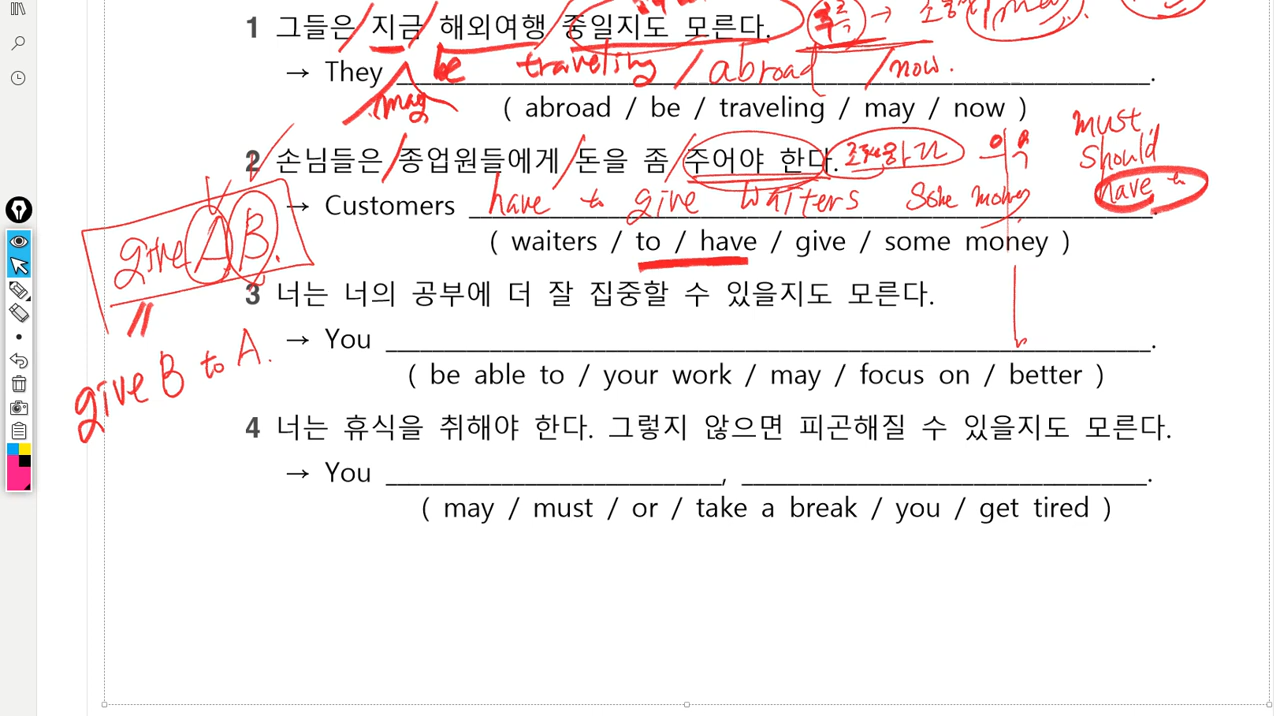 1 그들은 지금 해외여행 중일지도 모른다. 추측 →
→ They may be traveling / abroad / now.
( abroad / be / traveling / may / now )
must
2 손님들은 종업원들에게 돈을 좀 주어야 한다. 의 should
→ Customers have to give waiters some money. have to
give A B. ( waiters / to / have / give / some money )
3 너는 너의 공부에 더 잘 집중할 수 있을지도 모른다.
→ You ______.
give B to A. ( be able to / your work / may / focus on / better )
4 너는 휴식을 취해야 한다. 그렇지 않으면 피곤해질 수 있을지도 모른다.
→ You ______, ______.
( may / must / or / take a break / you / get tired )